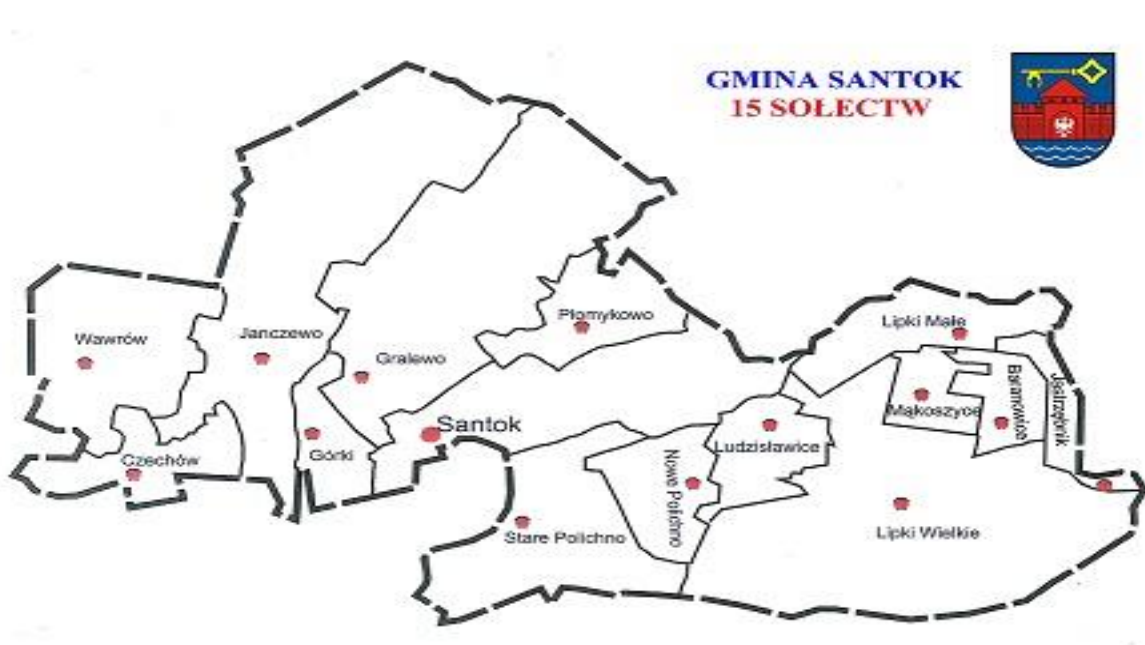 GMINA SANTOK
15 SOŁECTW
Wawrów
Janczewo
Gralewo
Płomykowo
Santok
Górki
Czechów
Lipki Małe
Mąkoszyce
Baranowice
Jastrzębnik
Ludzisławice
Nowe Polichno
Stare Polichno
Lipki Wielkie